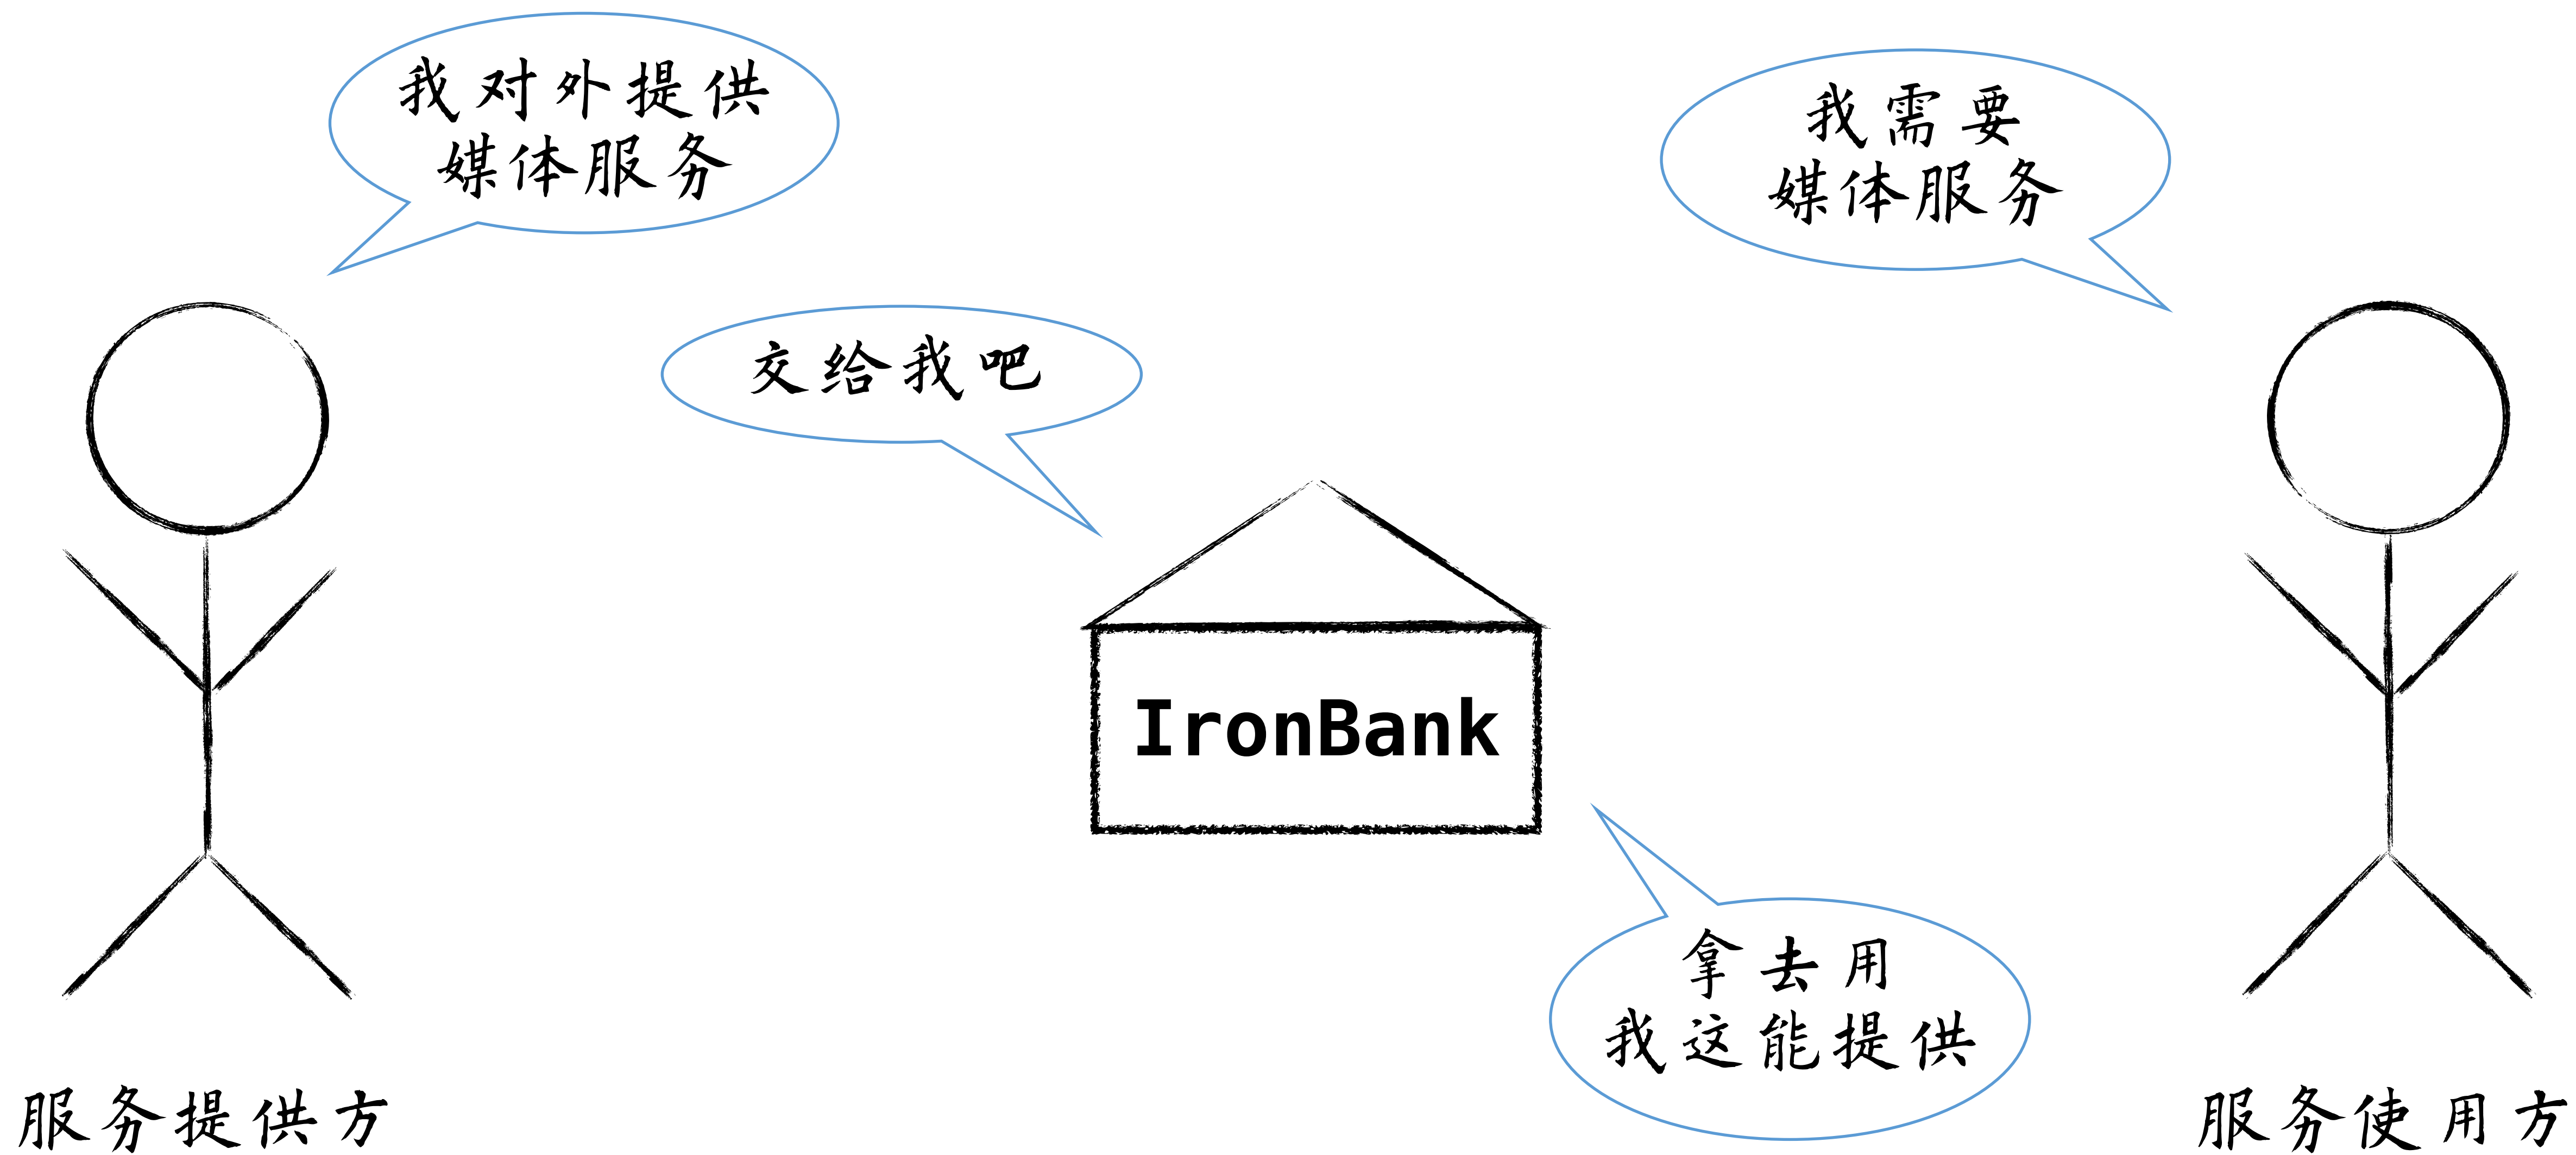 我对外提供
媒体服务
我需要
媒体服务
交给我吧
IronBank
拿去用
我这能提供
服务提供方
服务使用方